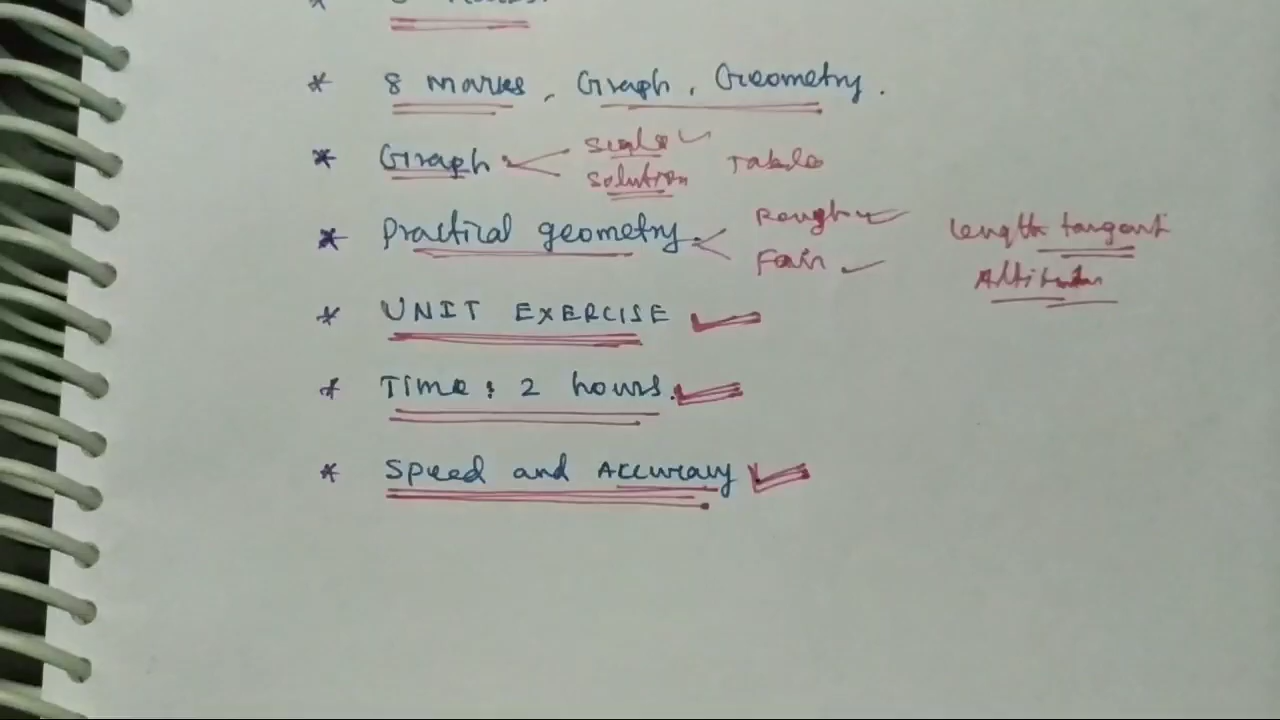 * 8 marks, Graph, Geometry.
* Graph scale solution Table
* Practical geometry Rough Fair length tangent
* UNIT EXERCISE
* Time : 2 hours.
* Speed and Accuracy